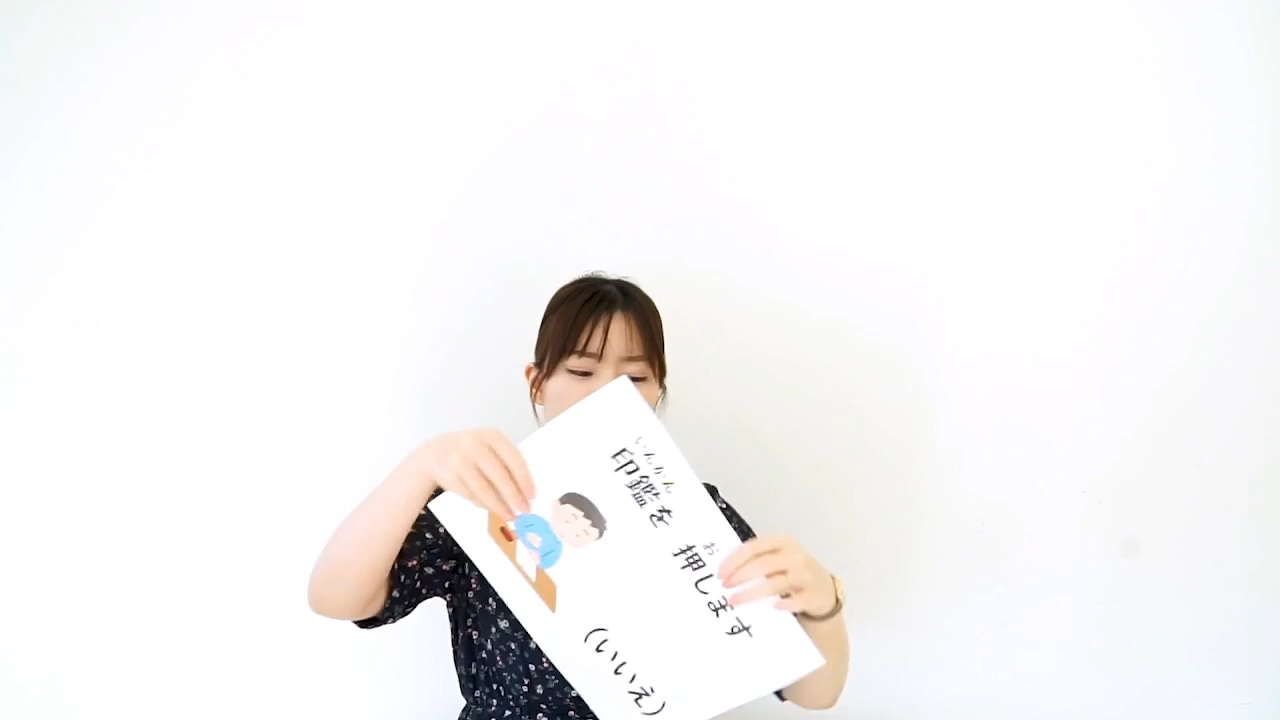 いんかん
印鑑を
お
押します
(いいえ)